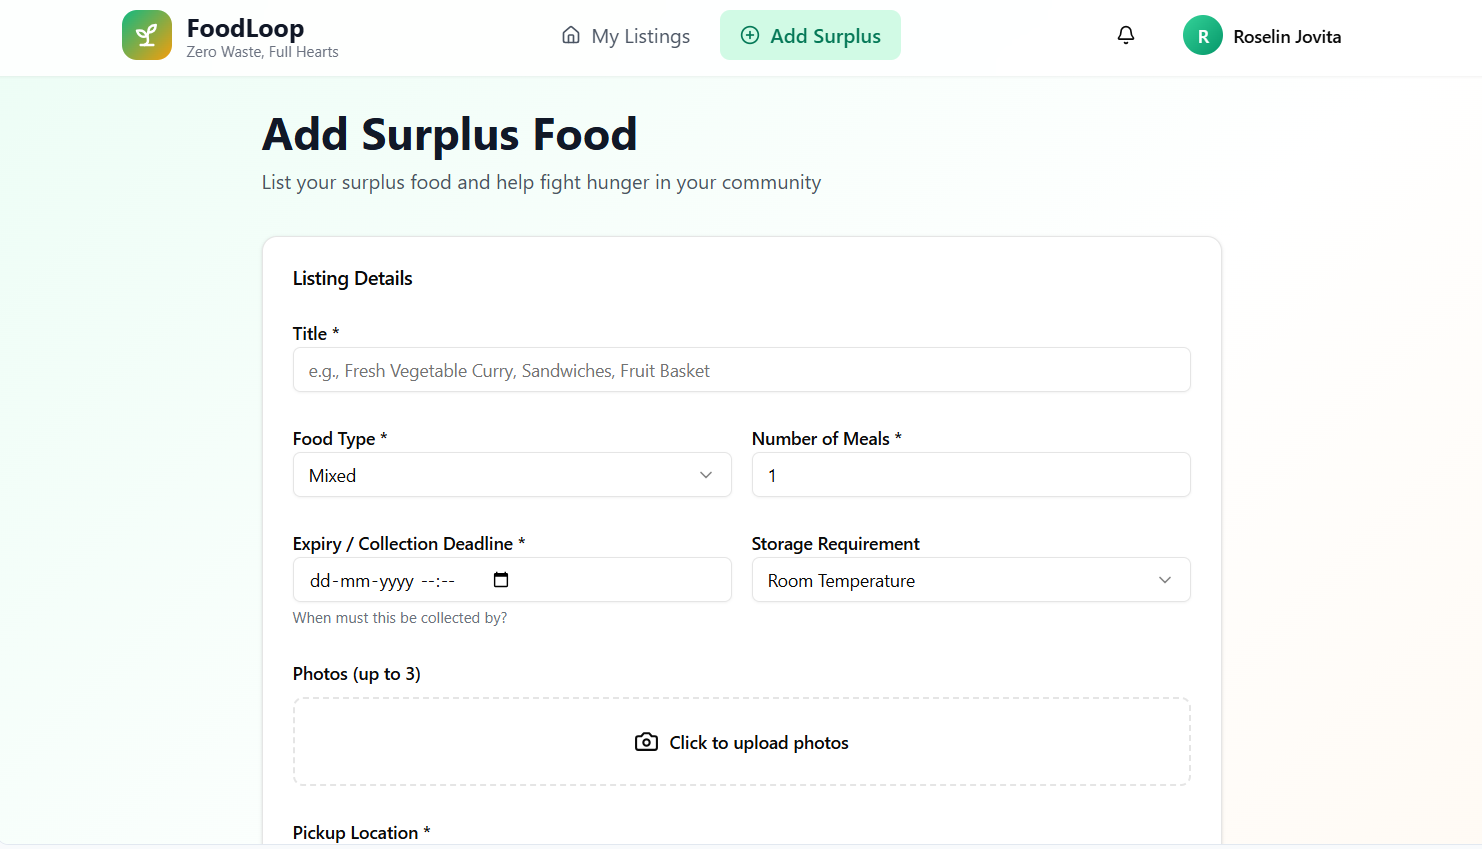 FoodLoop
Zero Waste, Full Hearts
My Listings
Add Surplus
R
Roselin Jovita
Add Surplus Food
List your surplus food and help fight hunger in your community
Listing Details
Title *
e.g., Fresh Vegetable Curry, Sandwiches, Fruit Basket
Food Type *
Number of Meals *
Mixed
1
Expiry / Collection Deadline *
Storage Requirement
dd-mm-yyyy --:--
Room Temperature
When must this be collected by?
Photos (up to 3)
Click to upload photos
Pickup Location *